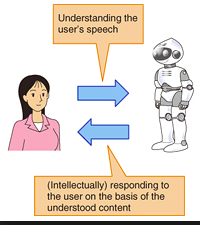 Understanding the
user's speech
(Intellectually) responding to
the user on the basis of the
understood content